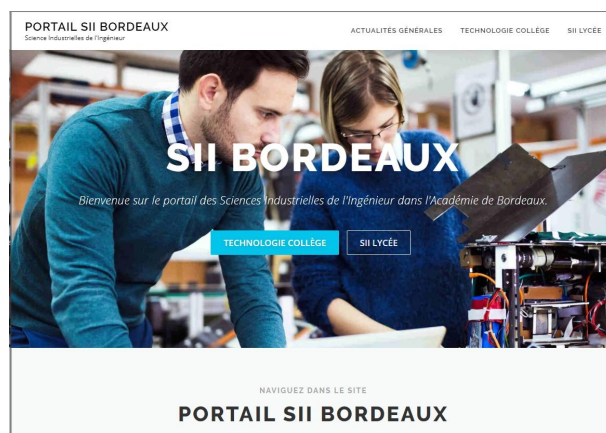 PORTAIL SII BORDEAUX
Science Industrielles de l'Ingénieur
ACTUALITÉS GÉNÉRALES TECHNOLOGIE COLLÈGE SII LYCÉE
SII BORDEAUX
Bienvenue sur le portail des Sciences Industrielles de l'Ingénieur dans l'Académie de Bordeaux.
TECHNOLOGIE COLLÈGE SII LYCÉE
NAVIGUEZ DANS LE SITE
PORTAIL SII BORDEAUX